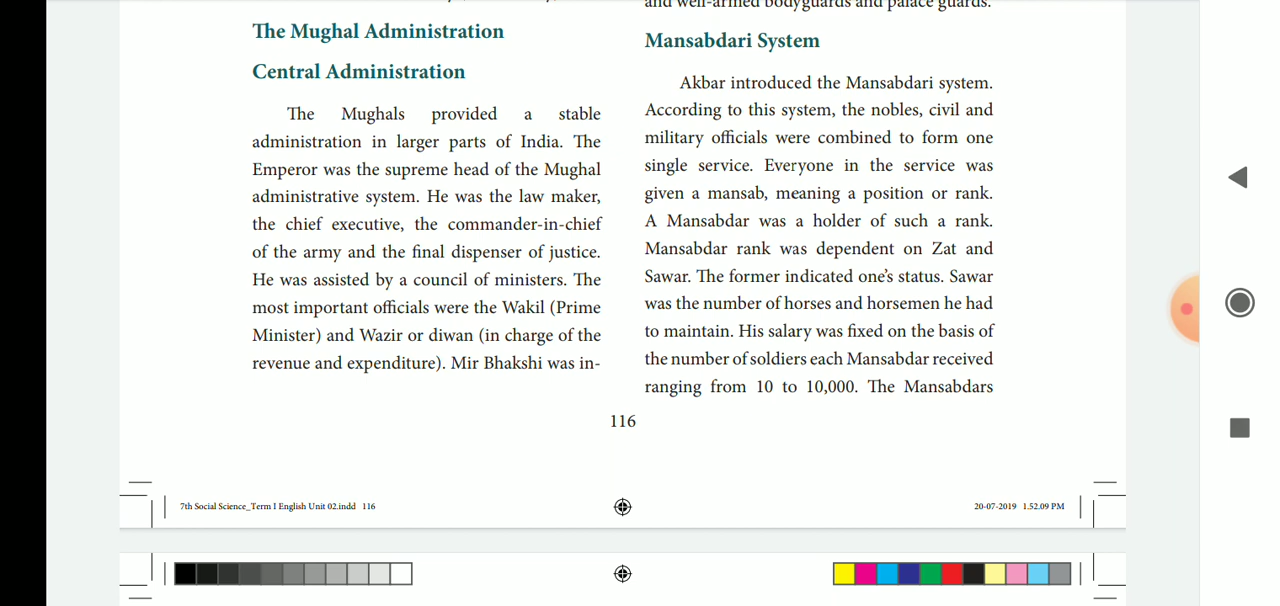 The Mughal Administration
Central Administration
The Mughals provided a stable
administration in larger parts of India. The
Emperor was the supreme head of the Mughal
administrative system. He was the law maker,
the chief executive, the commander-in-chief
of the army and the final dispenser of justice.
He was assisted by a council of ministers. The
most important officials were the Wakil (Prime
Minister) and Wazir or diwan (in charge of the
revenue and expenditure). Mir Bhakshi was in-
and well-armed bodyguards and palace guards.
Mansabdari System
Akbar introduced the Mansabdari system.
According to this system, the nobles, civil and
military officials were combined to form one
single service. Everyone in the service was
given a mansab, meaning a position or rank.
A Mansabdar was a holder of such a rank.
Mansabdar rank was dependent on Zat and
Sawar. The former indicated one's status. Sawar
was the number of horses and horsemen he had
to maintain. His salary was fixed on the basis of
the number of soldiers each Mansabdar received
ranging from 10 to 10,000. The Mansabdars
116
7th Social Science_Term I English Unit 02.indd 116
20-07-2019 1.52.09 PM